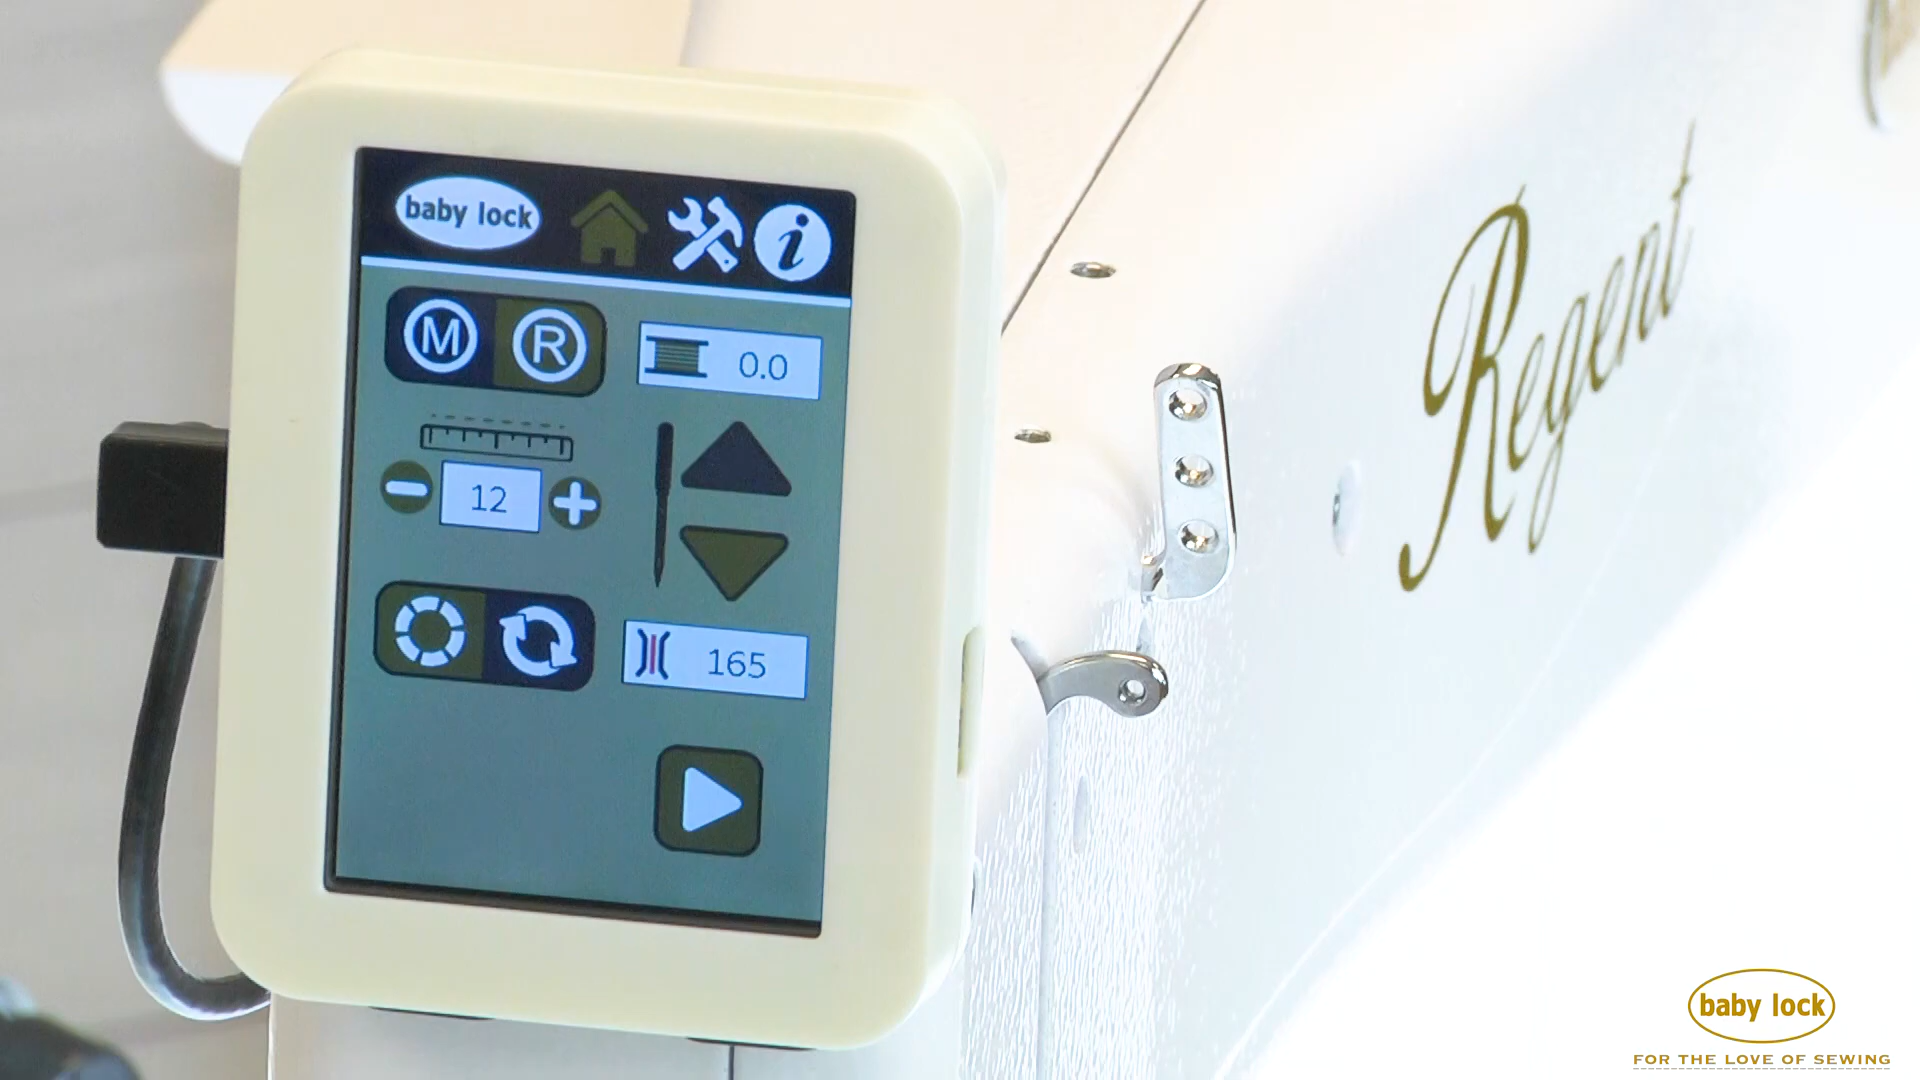 baby lock
i
M R
0.0
12
165
Regent
baby lock
FOR THE LOVE OF SEWING